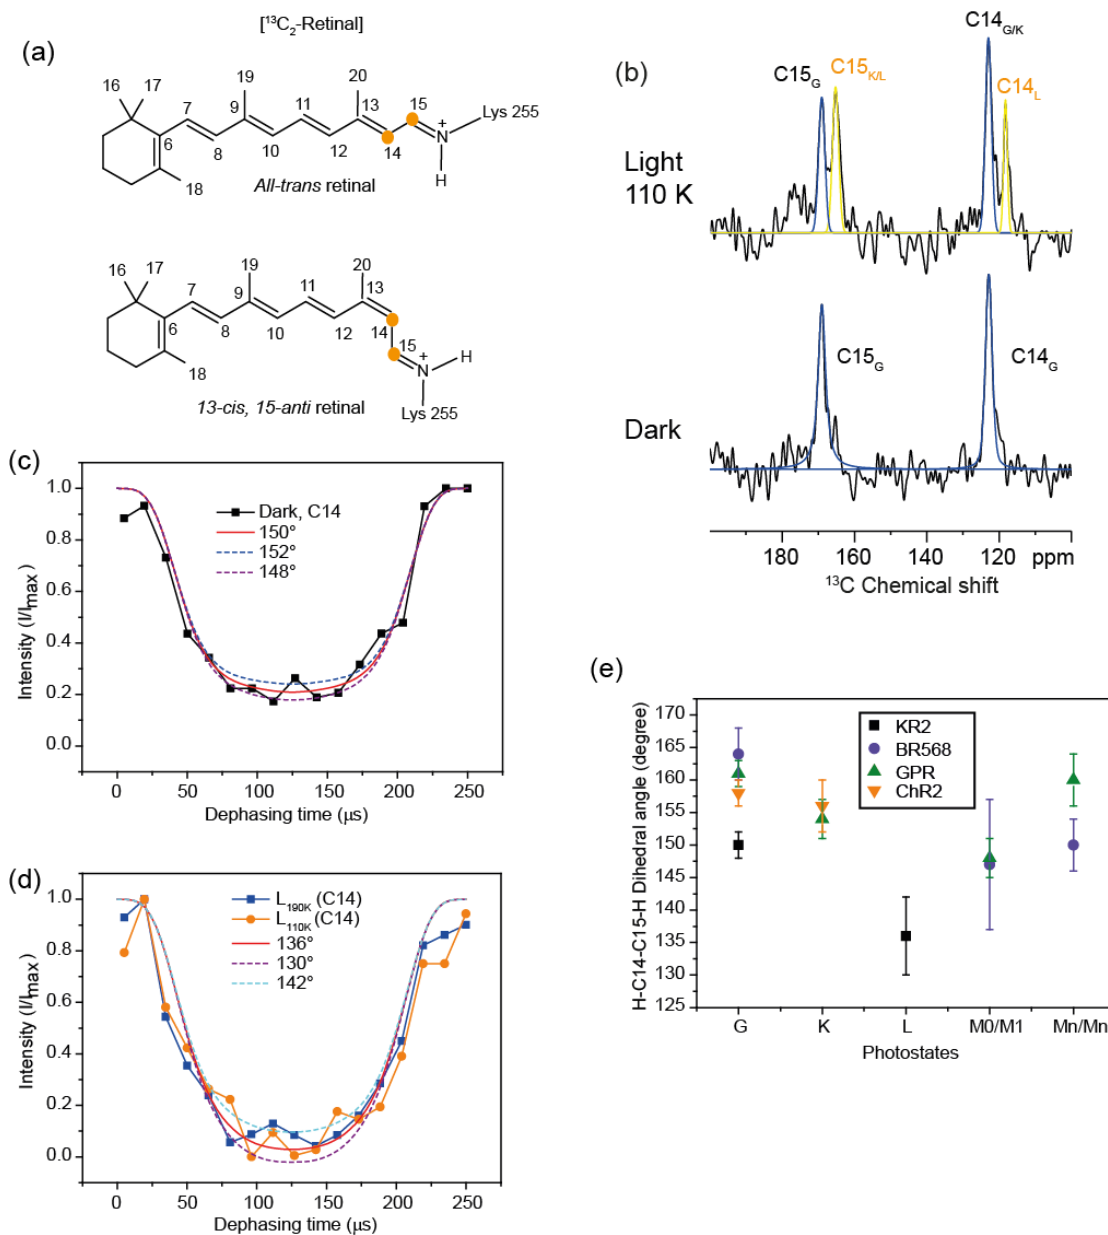 [¹³C₂-Retinal]
(a)
16 17 19 20 15
7 9 11 13 Lys 255
6 8 10 12 14 N +
H
18
All-trans retinal
16 17 19 20
7 9 11 13
6 8 10 12 14
15 + H
18 N
13-cis, 15-anti retinal Lys 255
(b)
C14G/K
C15G C15K/L
C14L
Light
110 K
C15G C14G
Dark
180 160 140 120 ppm
¹³C Chemical shift
(c)
1.0
0.8
0.6
0.4
0.2
0.0
Intensity (I/Imax)
Dark, C14
150°
152°
148°
0 25 50 75 100 125 150 175 200 225 250
Dephasing time (µs)
(d)
1.0
0.8
0.6
0.4
0.2
0.0
Intensity (I/Imax)
L190K (C14)
L110K (C14)
136°
130°
142°
0 50 100 150 200 250
Dephasing time (µs)
(e)
170
165
160
155
150
145
140
135
130
125
H-C14-C15-H Dihedral angle (degree)
KR2
BR568
GPR
ChR2
G K L M0/M1 Mn/Mn
Photostates